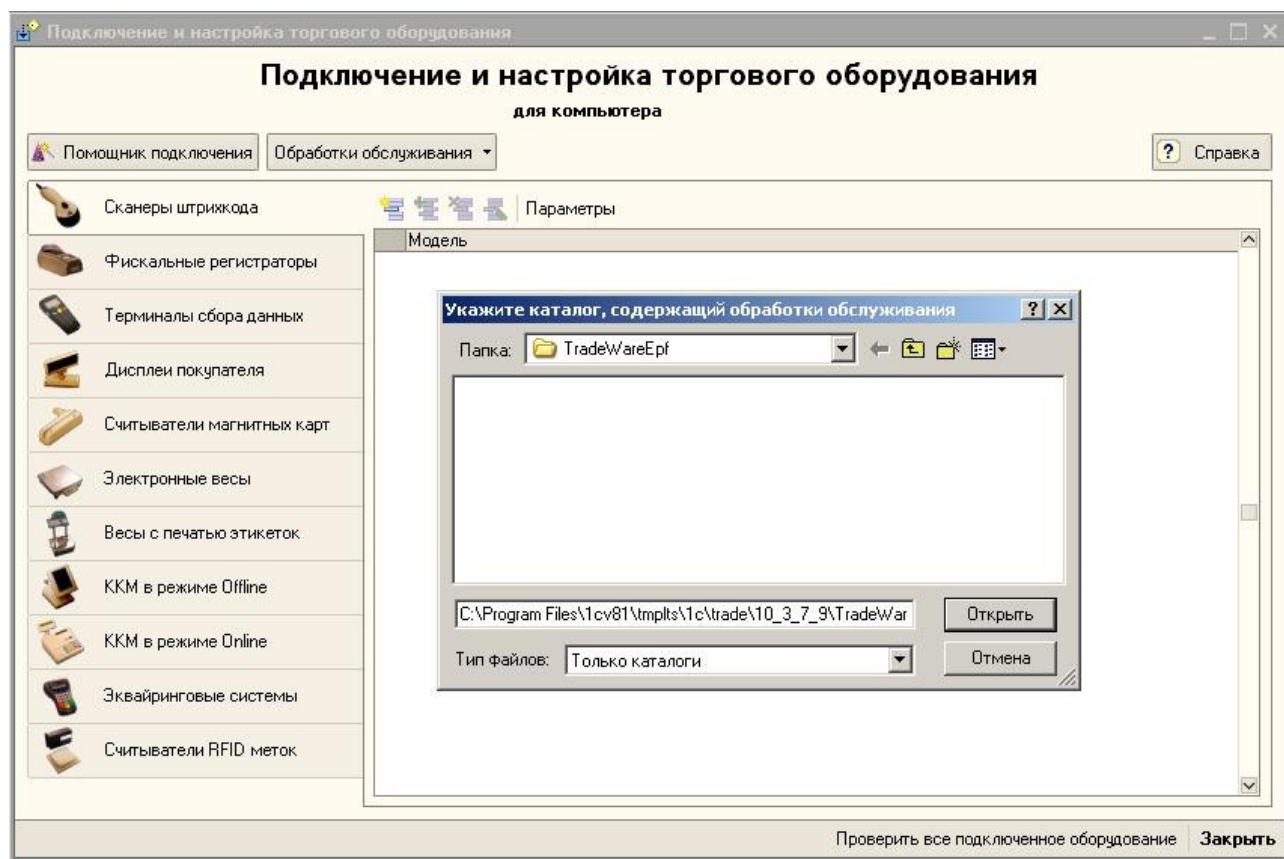 Подключение и настройка торгового оборудования
Подключение и настройка торгового оборудования
для компьютера
Помощник подключения
Обработки обслуживания
Справка
Сканеры штрихкода
Фискальные регистраторы
Терминалы сбора данных
Дисплеи покупателя
Считыватели магнитных карт
Электронные весы
Весы с печатью этикеток
ККМ в режиме Offline
ККМ в режиме Online
Эквайринговые системы
Считыватели RFID меток
Параметры
Модель
Укажите каталог, содержащий обработки обслуживания
Папка: TradeWareEpf
C:\Program Files\1cv81\tmplts\1c\trade\10_3_7_9\TradeWar
Открыть
Тип файлов: Только каталоги
Отмена
Проверить все подключенное оборудование
Закрыть